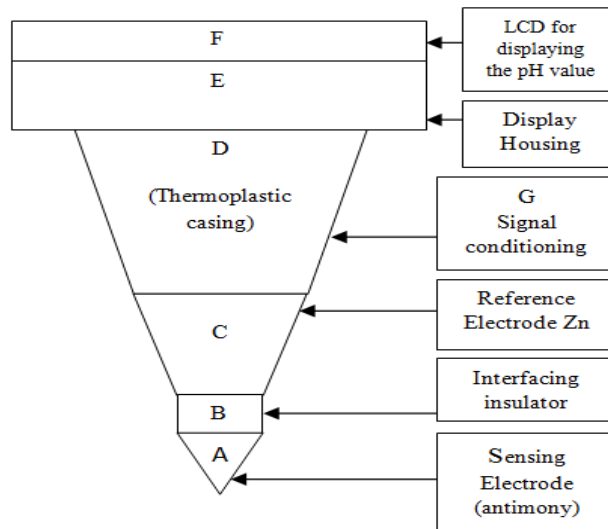 F
LCD for
displaying
the pH value
E
Display
Housing
D
(Thermoplastic
casing)
G
Signal
conditioning
Reference
Electrode Zn
C
Interfacing
insulator
B
A
Sensing
Electrode
(antimony)